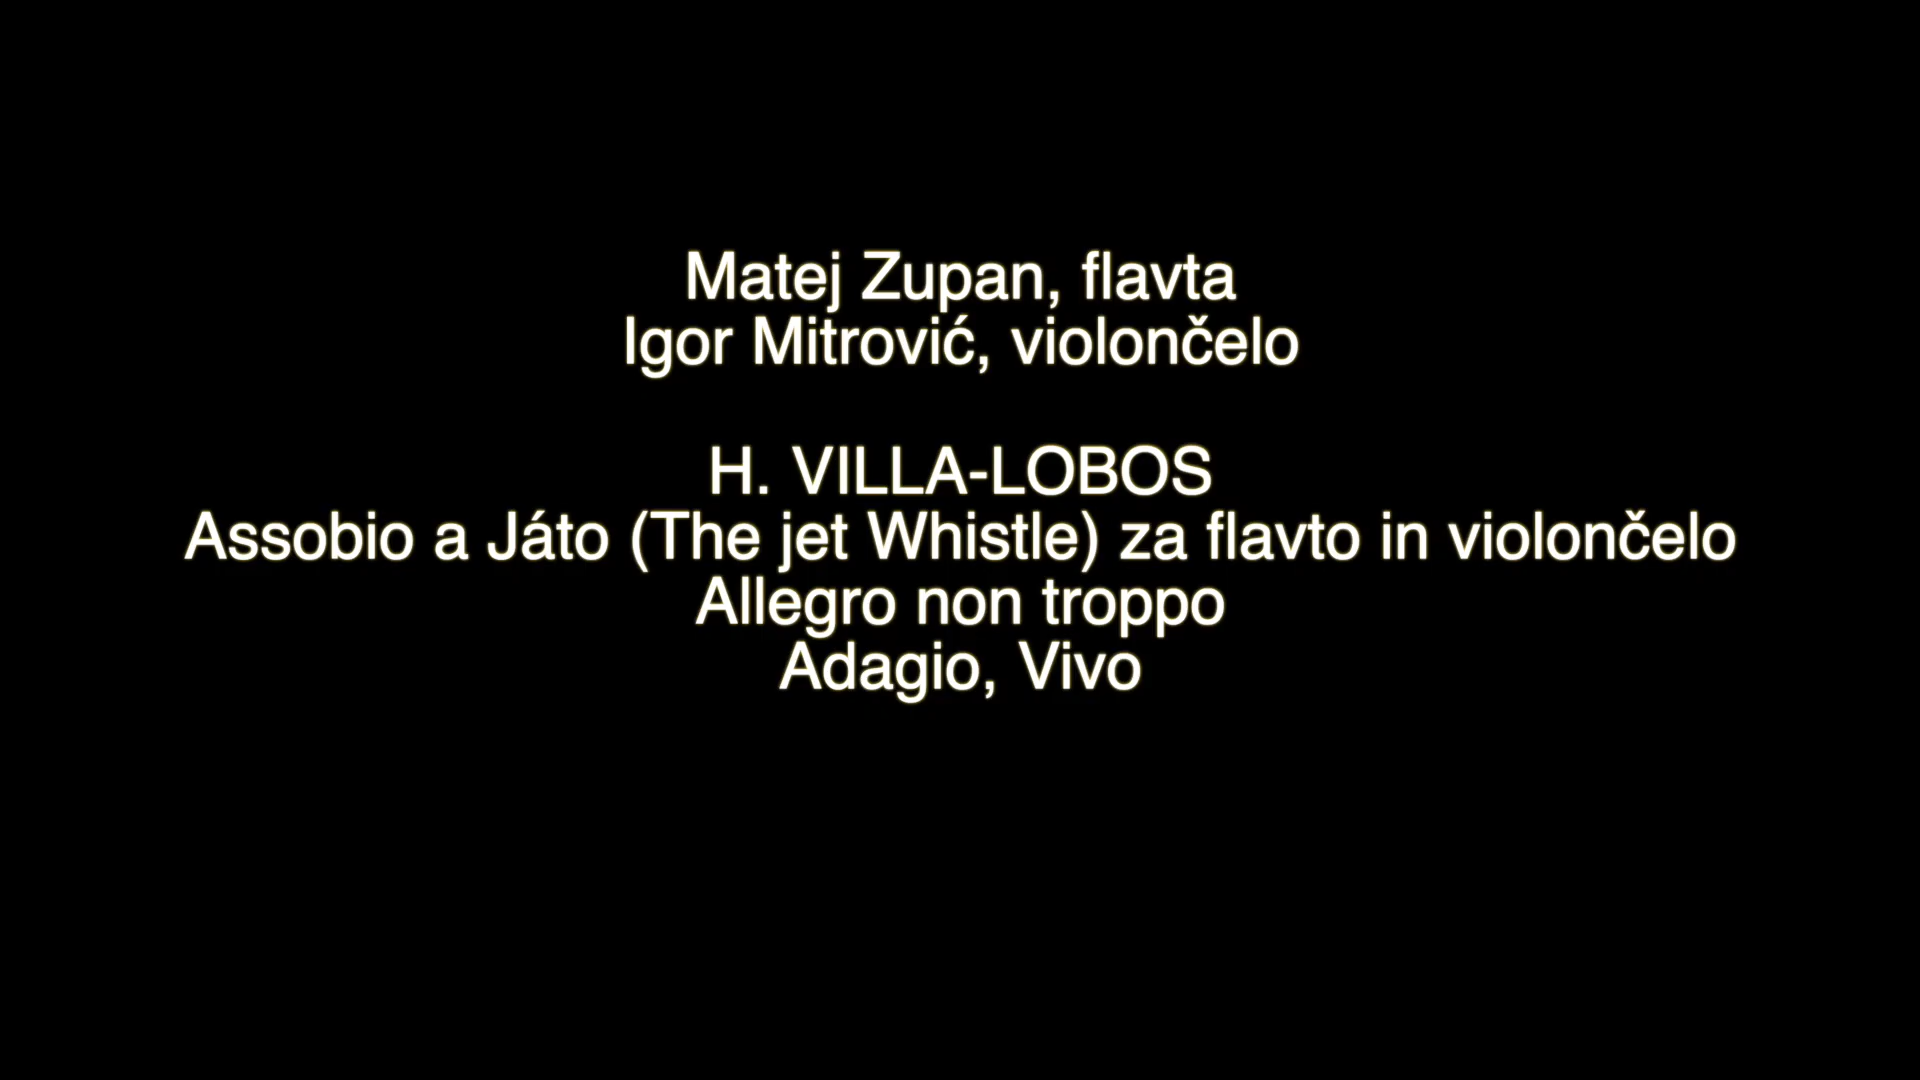 Matej Zupan, flavta
Igor Mitrović, violončelo
H. VILLA-LOBOS
Assobio a Játo (The jet Whistle) za flavto in violončelo
Allegro non troppo
Adagio, Vivo